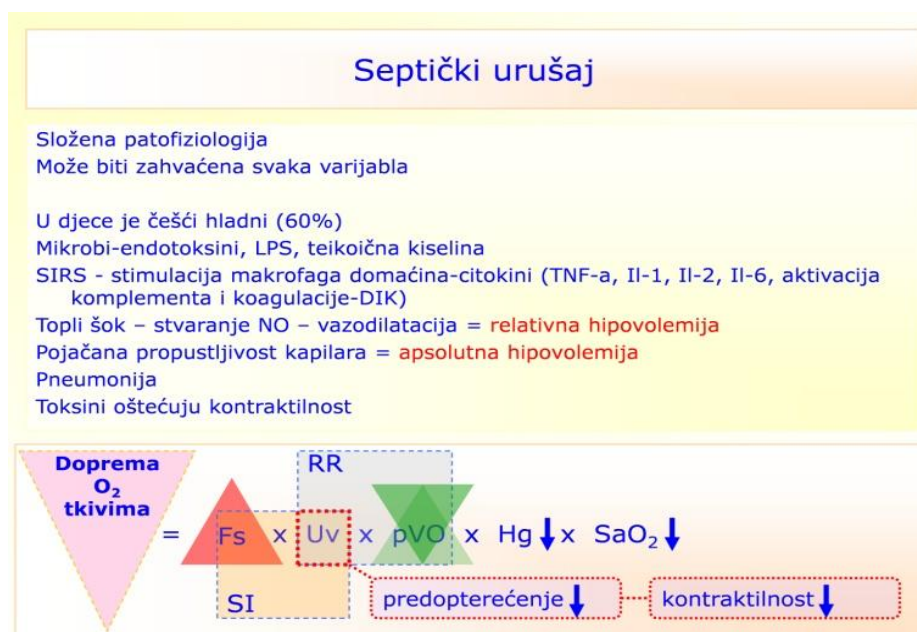 Septički urušaj
Složena patofiziologija
Može biti zahvaćena svaka varijabla
U djece je češći hladni (60%)
Mikrobi-endotoksini, LPS, teikoična kiselina
SIRS - stimulacija makrofaga domaćina-citokini (TNF-a, Il-1, Il-2, Il-6, aktivacija
komplementa i koagulacije-DIK)
Topli šok – stvaranje NO – vazodilatacija = relativna hipovolemija
Pojačana propustljivost kapilara = apsolutna hipovolemija
Pneumonija
Toksini oštećuju kontraktilnost
Doprema
O₂
tkivima
RR
= Fs x Uv x pVO x Hg x SaO₂
SI
predopterećenje
kontraktilnost